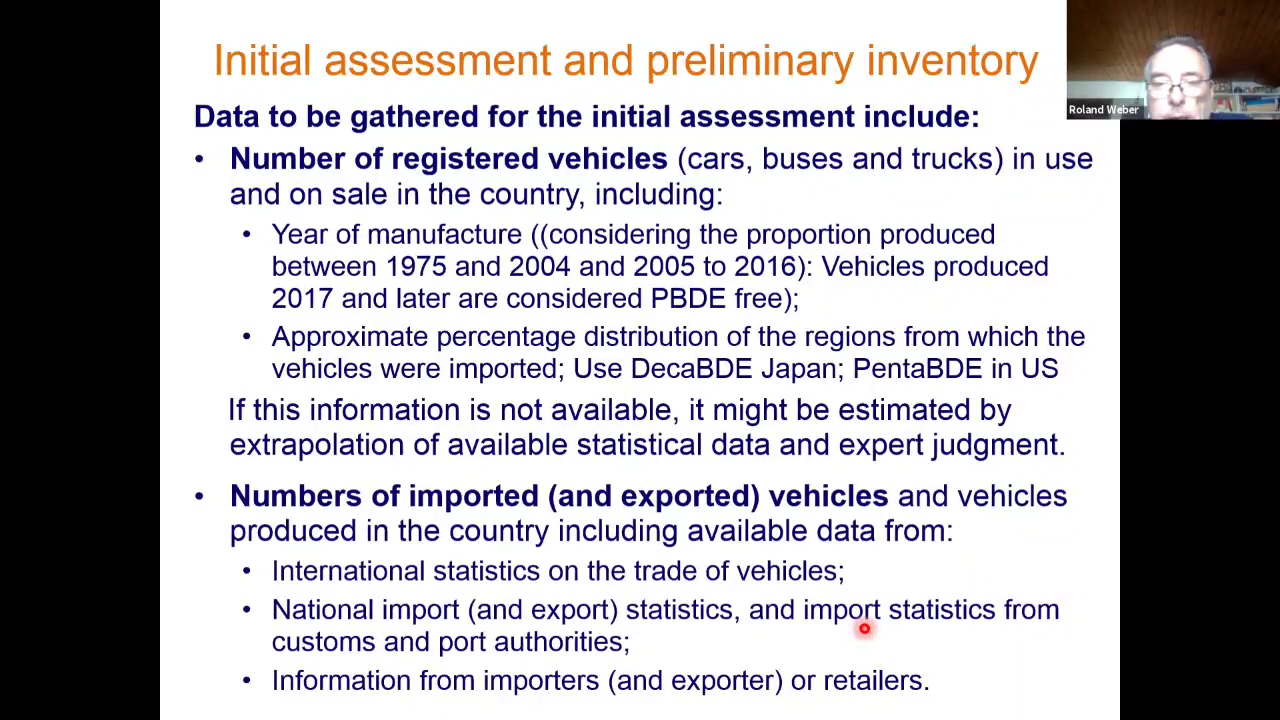 Initial assessment and preliminary inventory
Roland Weber
Data to be gathered for the initial assessment include:
• Number of registered vehicles (cars, buses and trucks) in use
and on sale in the country, including:
• Year of manufacture ((considering the proportion produced
between 1975 and 2004 and 2005 to 2016): Vehicles produced
2017 and later are considered PBDE free);
• Approximate percentage distribution of the regions from which the
vehicles were imported; Use DecaBDE Japan; PentaBDE in US
If this information is not available, it might be estimated by
extrapolation of available statistical data and expert judgment.
• Numbers of imported (and exported) vehicles and vehicles
produced in the country including available data from:
• International statistics on the trade of vehicles;
• National import (and export) statistics, and import statistics from
customs and port authorities;
• Information from importers (and exporter) or retailers.